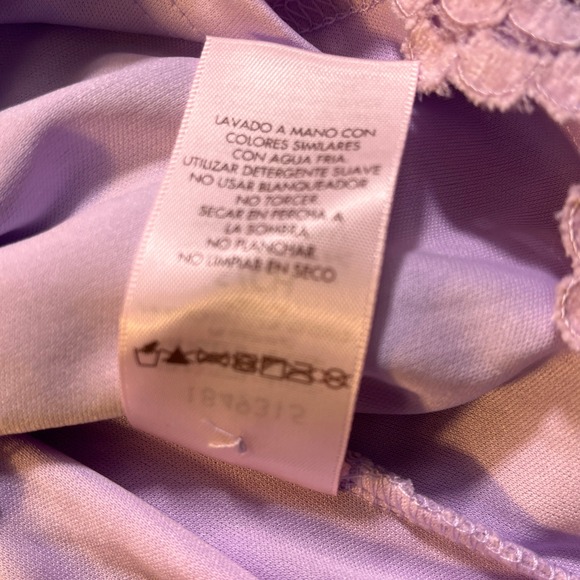 LAVADO A MANO CON
COLORES SIMILARES
CON AGUA FRIA.
UTILIZAR DETERGENTE SUAVE
NO USAR BLANQUEADOR
NO TORCER
SECAR EN PERCHA A
LA SOMBRA
NO PLANCHAR
NO LIMPIAR EN SECO